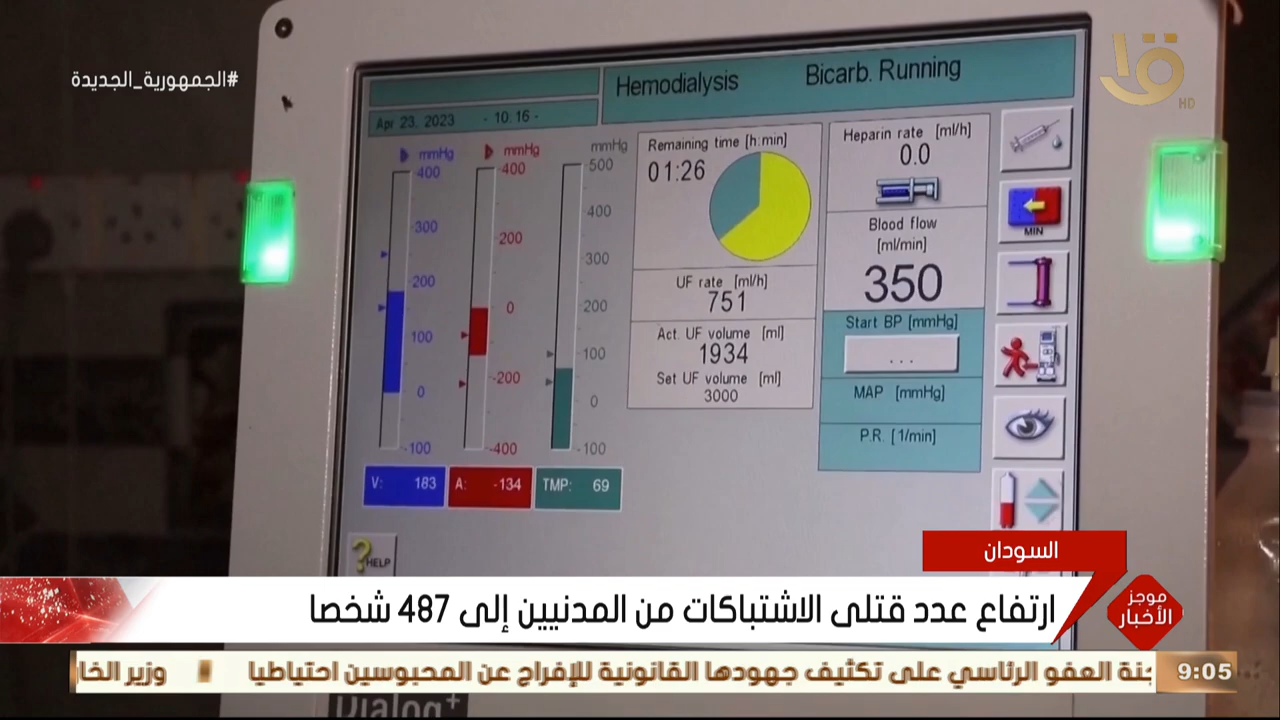 #الجمهورية_الجديدة
HD
Hemodialysis Bicarb. Running
Apr 23, 2023 - 10:16 -
mmHg
400
300
200
100
0
-100
mmHg
400
200
0
-200
-400
mmHg
500
400
300
200
100
0
-100
V: 183
A: -134
TMP: 69
Remaining time [h:min]
01:26
UF rate [ml/h]
751
Act. UF volume [ml]
1934
Set UF volume [ml]
3000
Heparin rate [ml/h]
0.0
Blood flow
[ml/min]
350
Start BP [mmHg]
...
MAP [mmHg]
P.R. [1/min]
MIN
HELP
السودان
موجز
الأخبار
ارتفاع عدد قتلى الاشتباكات من المدنيين إلى 487 شخصا
العفو الرئاسي على تكثيف جهودها القانونية للإفراج عن المحبوسين احتياطيا
وزير
9:05
Dialog+